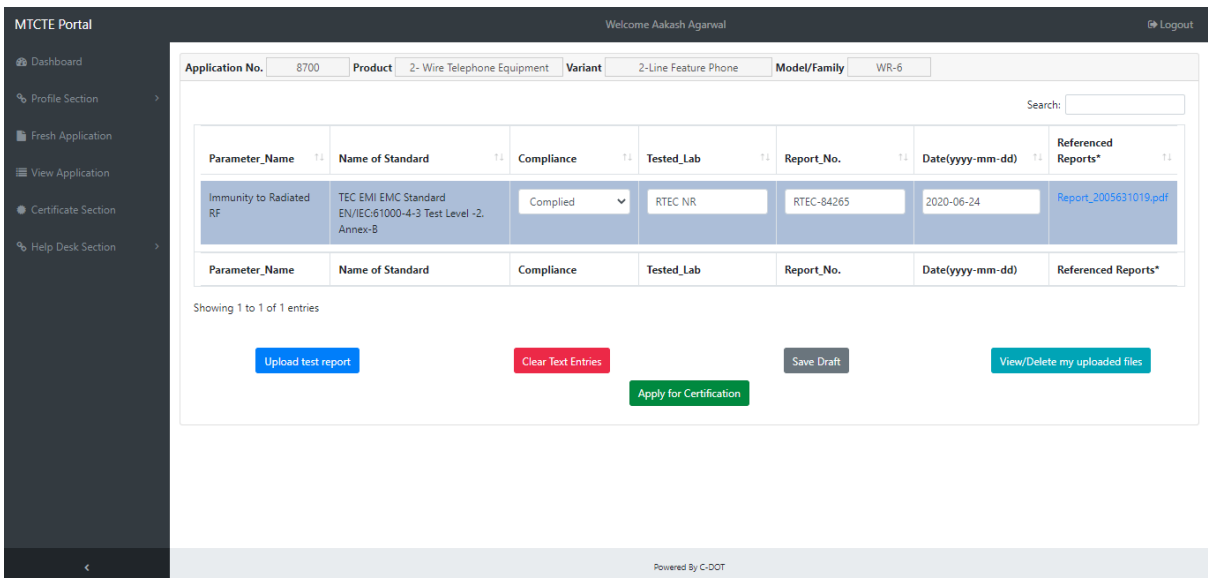 MTCTE Portal
Welcome Aakash Agarwal
Logout
Dashboard
Profile Section
Fresh Application
View Application
Certificate Section
Help Desk Section
Application No. 8700 Product 2- Wire Telephone Equipment Variant 2-Line Feature Phone Model/Family WR-6
Search:
Parameter_Name Name of Standard Compliance Tested_Lab Report_No. Date(yyyy-mm-dd) Referenced
Reports*
Immunity to Radiated TEC EMI EMC Standard Complied RTEC NR RTEC-84265 2020-06-24 Report_2005631019.pdf
RF EN/IEC:61000-4-3 Test Level -2.
Annex-B
Parameter_Name Name of Standard Compliance Tested_Lab Report_No. Date(yyyy-mm-dd) Referenced Reports*
Showing 1 to 1 of 1 entries
Upload test report Clear Text Entries Save Draft View/Delete my uploaded files
Apply for Certification
Powered By C-DOT